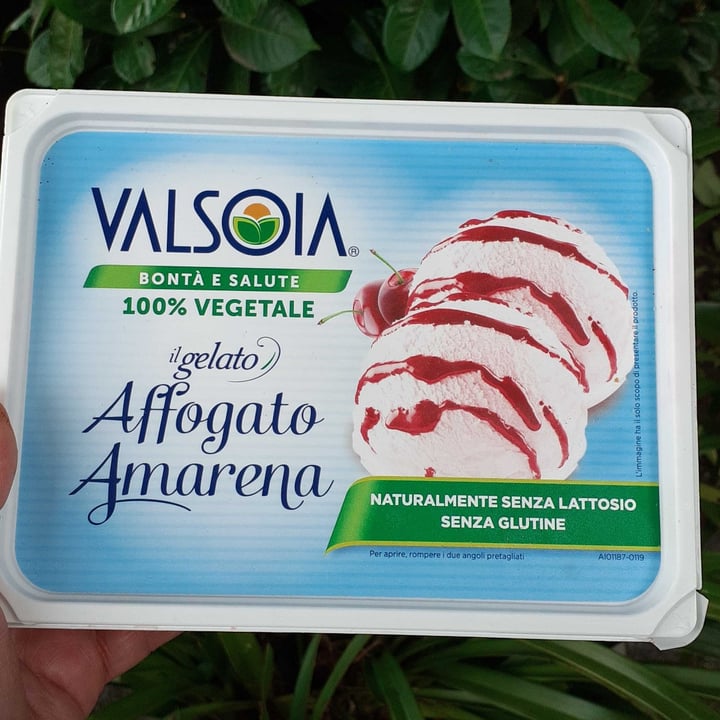 VALSOIA®
BONTÀ E SALUTE
100% VEGETALE
il gelato
Affogato
Amarena
NATURALMENTE SENZA LATTOSIO
SENZA GLUTINE
Per aprire, rompere i due angoli pretagliati
AI01187-0119
L'immagine ha il solo scopo di presentare il prodotto.